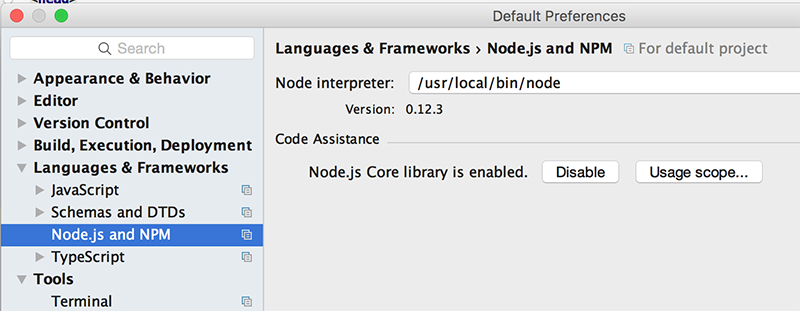 Default Preferences
Search
Appearance & Behavior
Editor
Version Control
Build, Execution, Deployment
Languages & Frameworks
JavaScript
Schemas and DTDs
Node.js and NPM
TypeScript
Tools
Terminal
Languages & Frameworks › Node.js and NPM For default project
Node interpreter: /usr/local/bin/node
Version: 0.12.3
Code Assistance
Node.js Core library is enabled. Disable Usage scope...